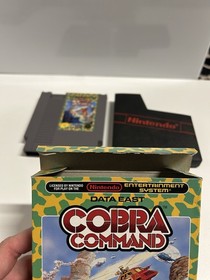 Nintendo
LICENSED BY NINTENDO
FOR PLAY ON THE
Nintendo
ENTERTAINMENT
SYSTEM
DATA EAST
COBRA
COMMAND